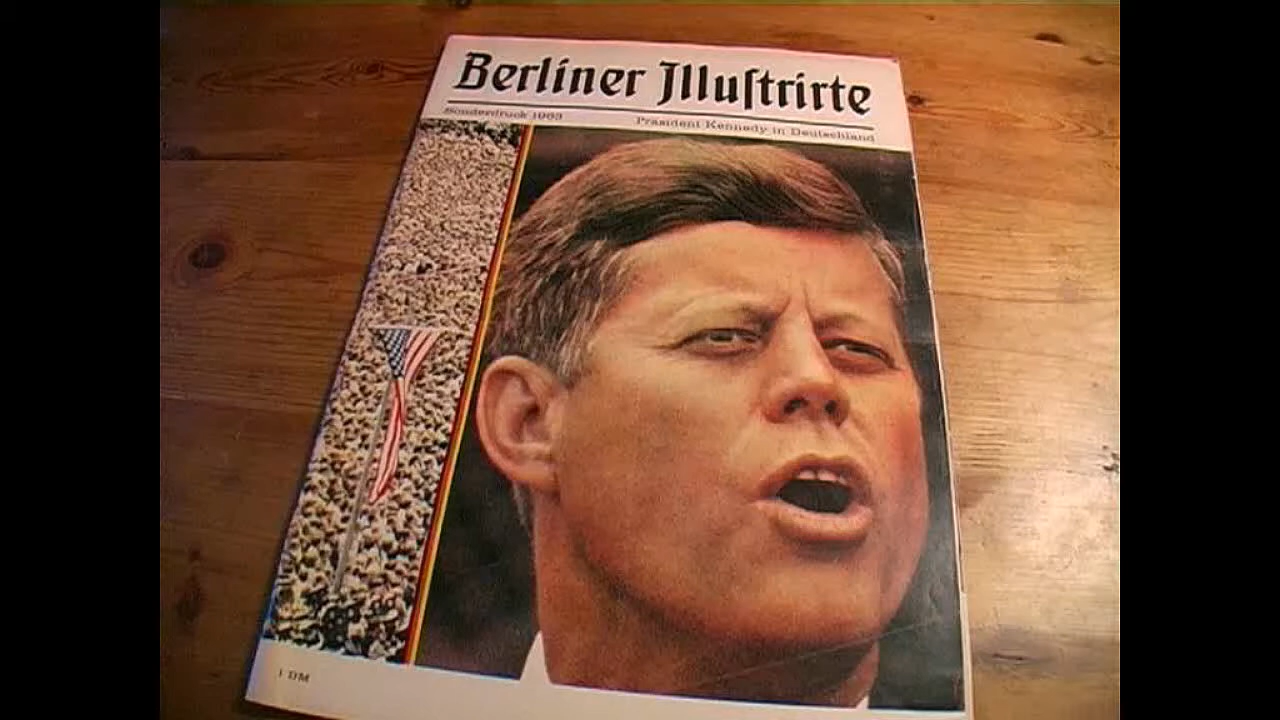 Berliner Illuſtrirte
Sonderdruck 1963 Präsident Kennedy in Deutschland
1 DM